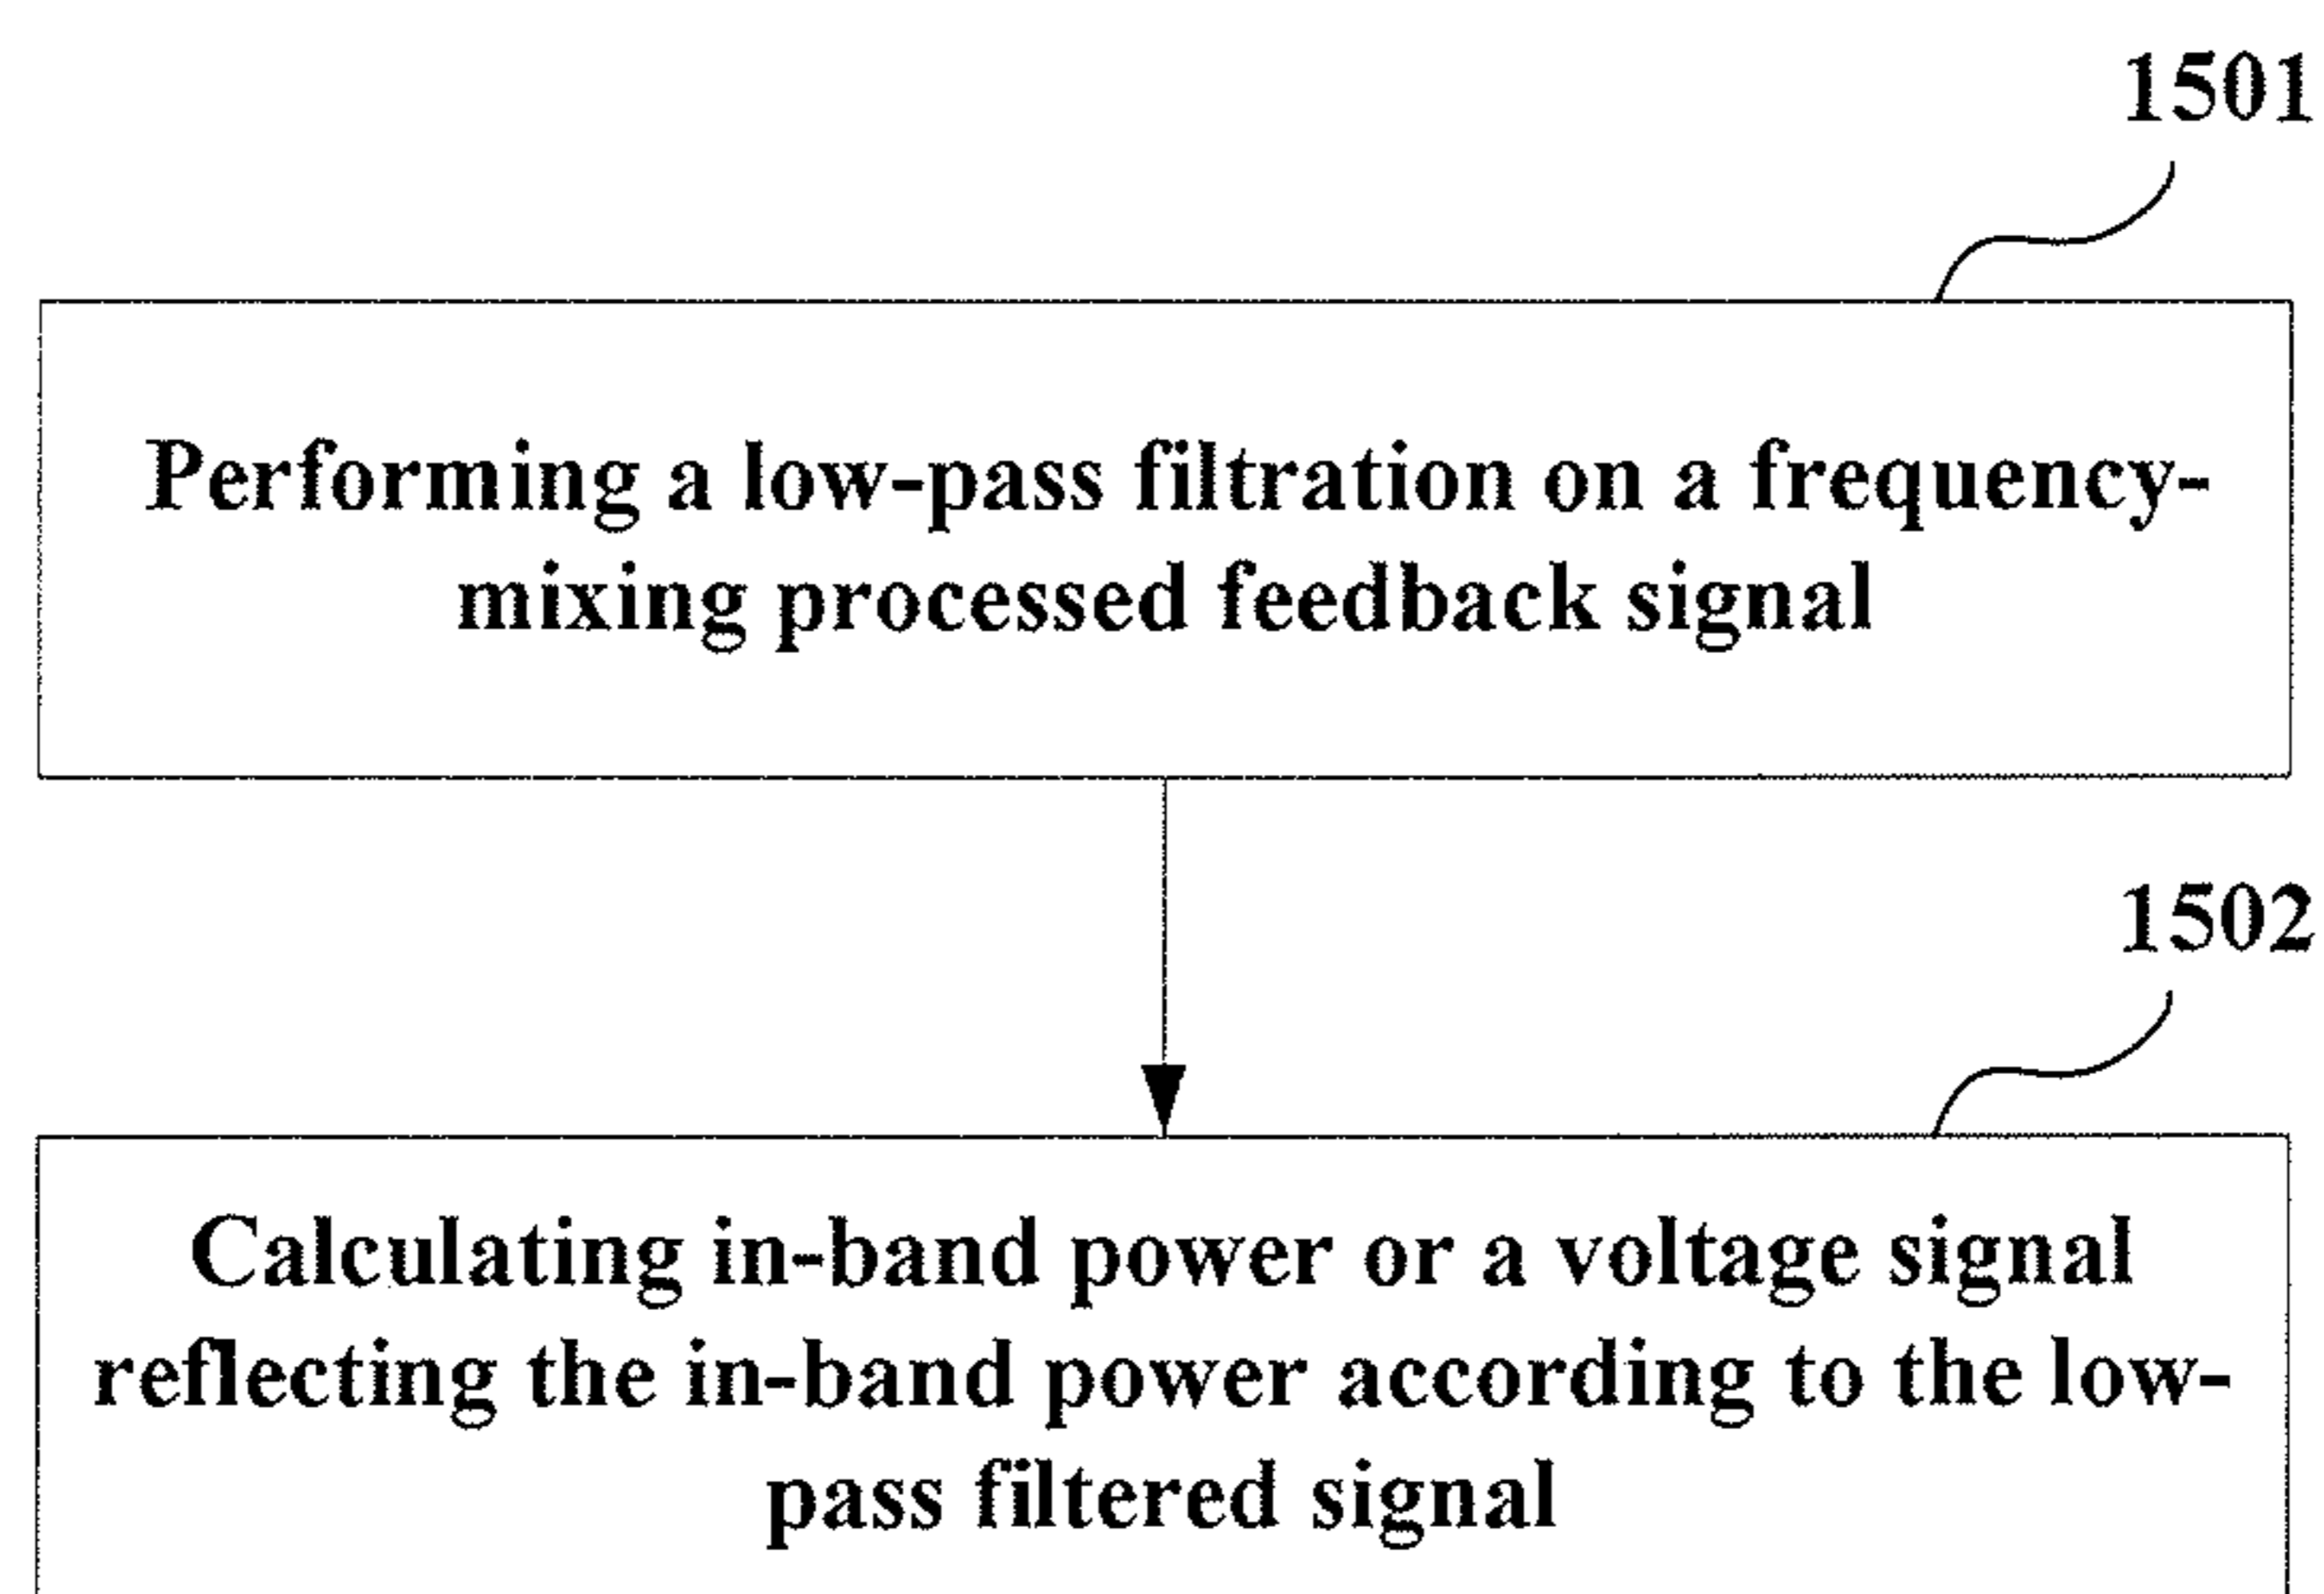 1501
Performing a low-pass filtration on a frequency-
mixing processed feedback signal
1502
Calculating in-band power or a voltage signal
reflecting the in-band power according to the low-
pass filtered signal